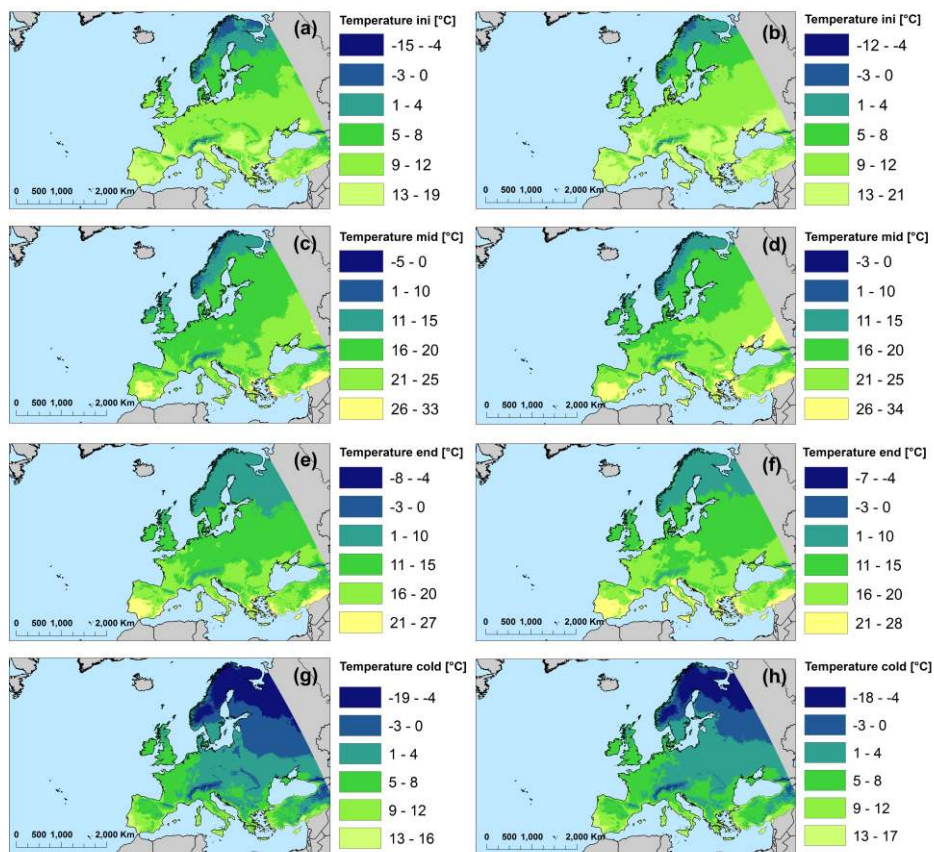 (a)
Temperature ini [°C]
-15 - -4
-3 - 0
1 - 4
5 - 8
9 - 12
13 - 19
0 500 1,000 2,000 Km
(b)
Temperature ini [°C]
-12 - -4
-3 - 0
1 - 4
5 - 8
9 - 12
13 - 21
0 500 1,000 2,000 Km
(c)
Temperature mid [°C]
-5 - 0
1 - 10
11 - 15
16 - 20
21 - 25
26 - 33
0 500 1,000 2,000 Km
(d)
Temperature mid [°C]
-3 - 0
1 - 10
11 - 15
16 - 20
21 - 25
26 - 34
0 500 1,000 2,000 Km
(e)
Temperature end [°C]
-8 - -4
-3 - 0
1 - 10
11 - 15
16 - 20
21 - 27
0 500 1,000 2,000 Km
(f)
Temperature end [°C]
-7 - -4
-3 - 0
1 - 10
11 - 15
16 - 20
21 - 28
0 500 1,000 2,000 Km
(g)
Temperature cold [°C]
-19 - -4
-3 - 0
1 - 4
5 - 8
9 - 12
13 - 16
0 500 1,000 2,000 Km
(h)
Temperature cold [°C]
-18 - -4
-3 - 0
1 - 4
5 - 8
9 - 12
13 - 17
0 500 1,000 2,000 Km